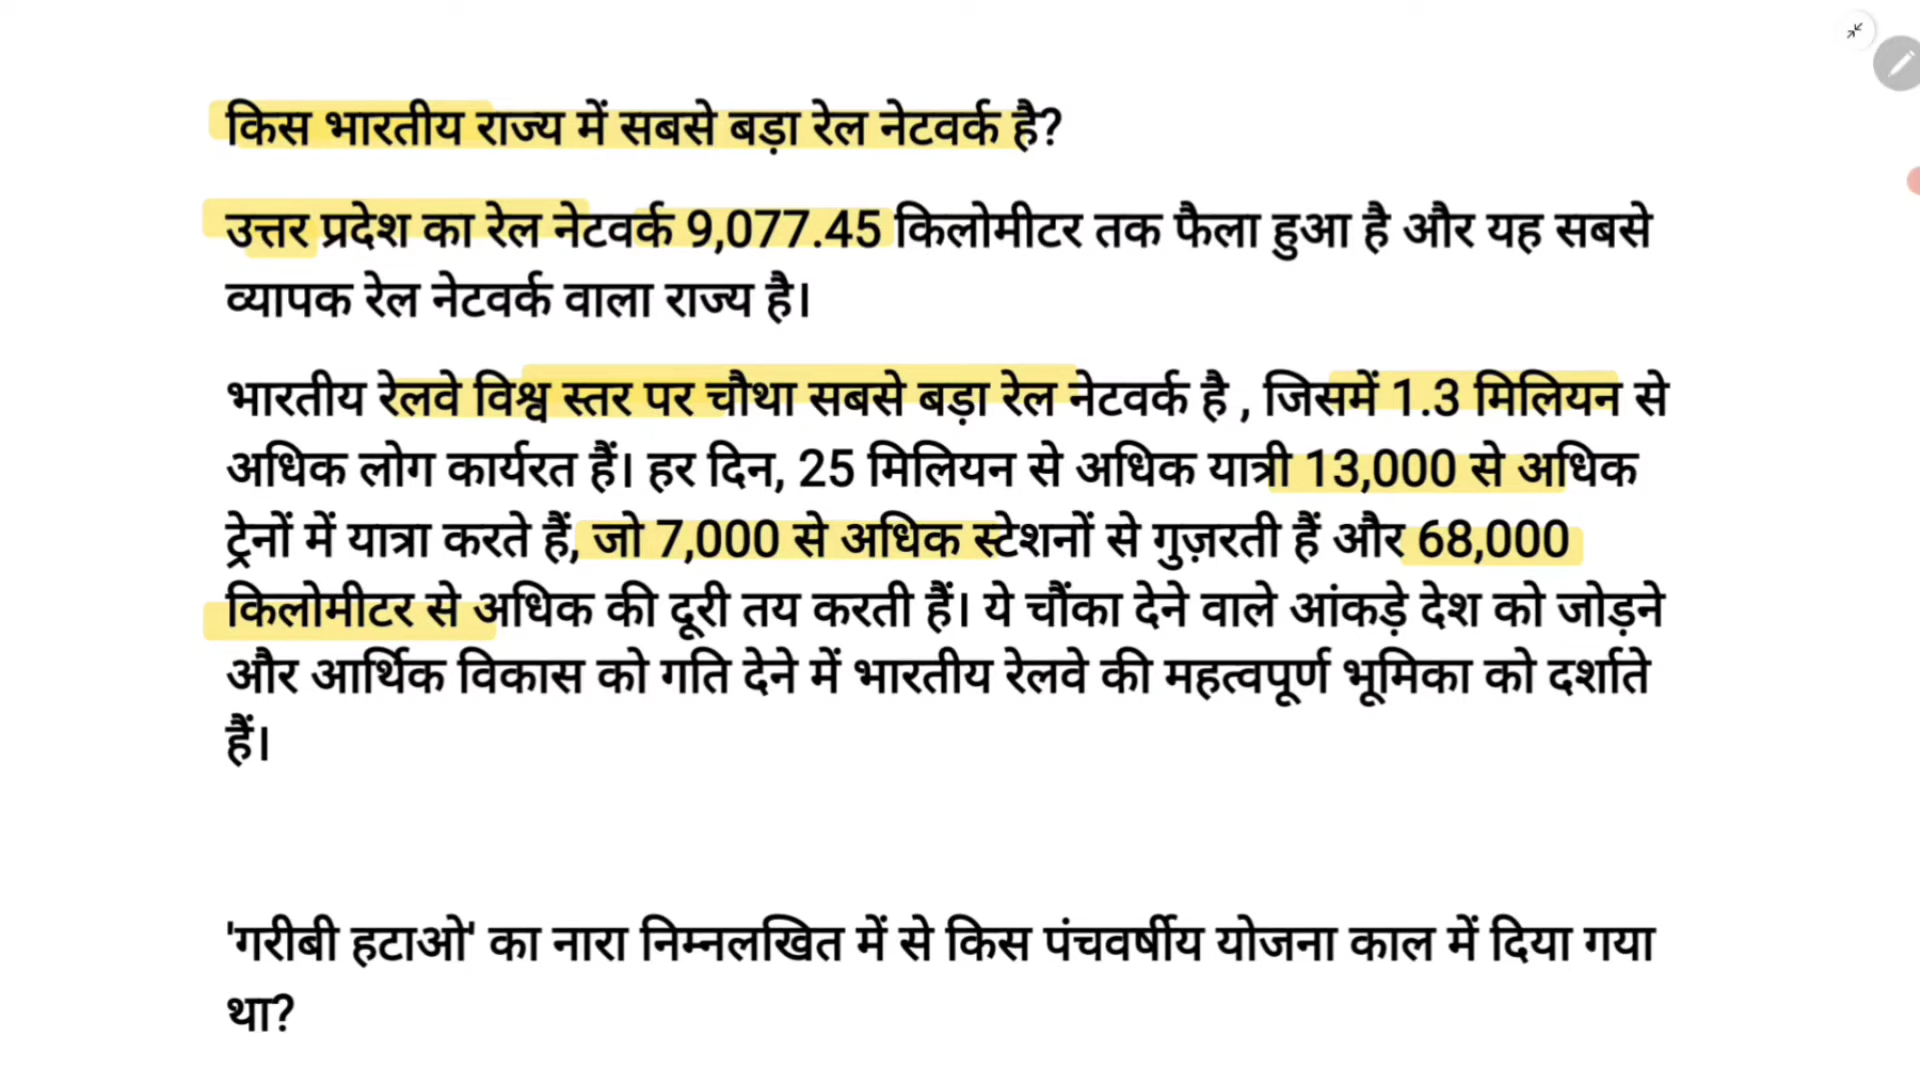 किस भारतीय राज्य में सबसे बड़ा रेल नेटवर्क है?
उत्तर प्रदेश का रेल नेटवर्क 9,077.45 किलोमीटर तक फैला हुआ है और यह सबसे
व्यापक रेल नेटवर्क वाला राज्य है।
भारतीय रेलवे विश्व स्तर पर चौथा सबसे बड़ा रेल नेटवर्क है , जिसमें 1.3 मिलियन से
अधिक लोग कार्यरत हैं। हर दिन, 25 मिलियन से अधिक यात्री 13,000 से अधिक
ट्रेनों में यात्रा करते हैं, जो 7,000 से अधिक स्टेशनों से गुज़रती हैं और 68,000
किलोमीटर से अधिक की दूरी तय करती हैं। ये चौंका देने वाले आंकड़े देश को जोड़ने
और आर्थिक विकास को गति देने में भारतीय रेलवे की महत्वपूर्ण भूमिका को दर्शाते
हैं।
'गरीबी हटाओ' का नारा निम्नलखित में से किस पंचवर्षीय योजना काल में दिया गया
था?